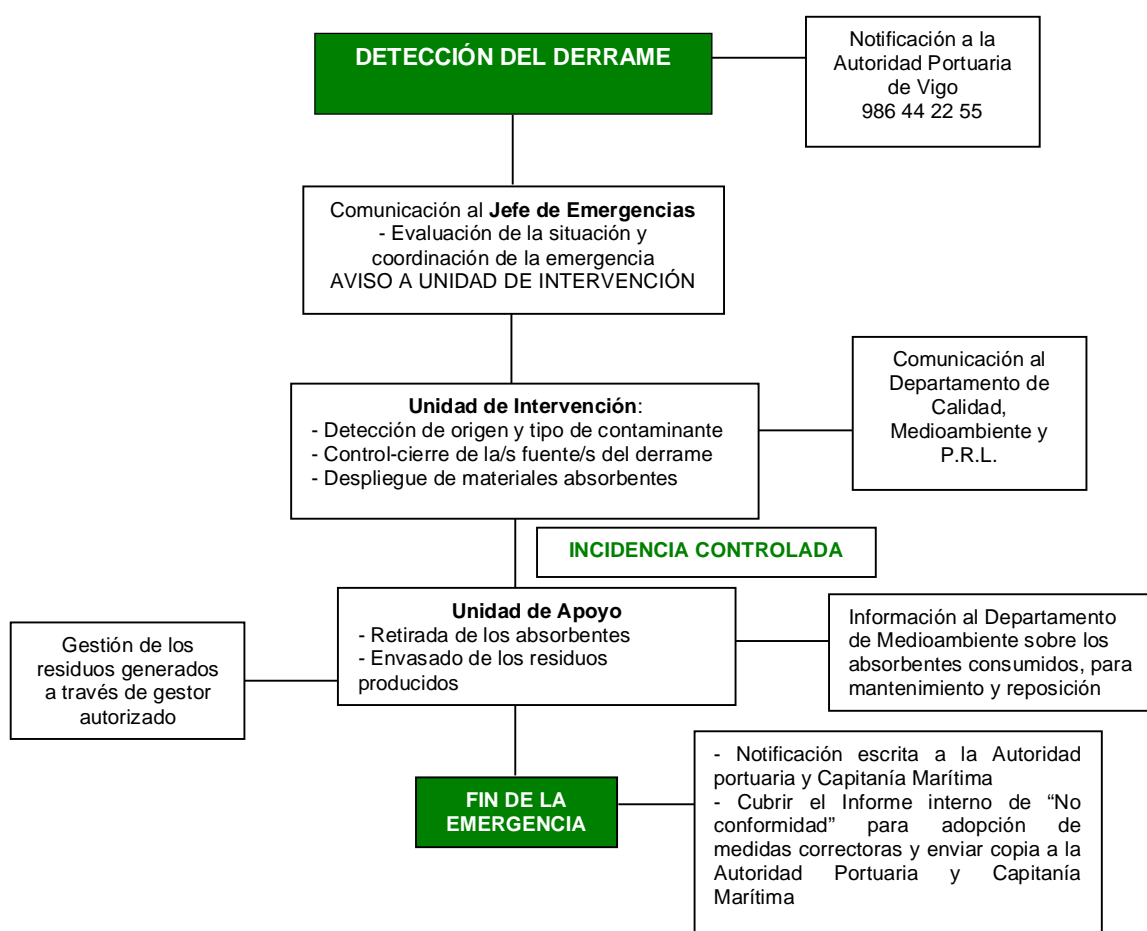 DETECCIÓN DEL DERRAME
Notificación a la
Autoridad Portuaria
de Vigo
986 44 22 55
Comunicación al Jefe de Emergencias
- Evaluación de la situación y
coordinación de la emergencia
AVISO A UNIDAD DE INTERVENCIÓN
Unidad de Intervención:
- Detección de origen y tipo de contaminante
- Control-cierre de la/s fuente/s del derrame
- Despliegue de materiales absorbentes
Comunicación al
Departamento de
Calidad,
Medioambiente y
P.R.L.
INCIDENCIA CONTROLADA
Unidad de Apoyo
- Retirada de los absorbentes
- Envasado de los residuos
producidos
Gestión de los
residuos generados
a través de gestor
autorizado
Información al Departamento
de Medioambiente sobre los
absorbentes consumidos, para
mantenimiento y reposición
FIN DE LA
EMERGENCIA
- Notificación escrita a la Autoridad
portuaria y Capitanía Marítima
- Cubrir el Informe interno de “No
conformidad” para adopción de
medidas correctoras y enviar copia a la
Autoridad Portuaria y Capitanía
Marítima